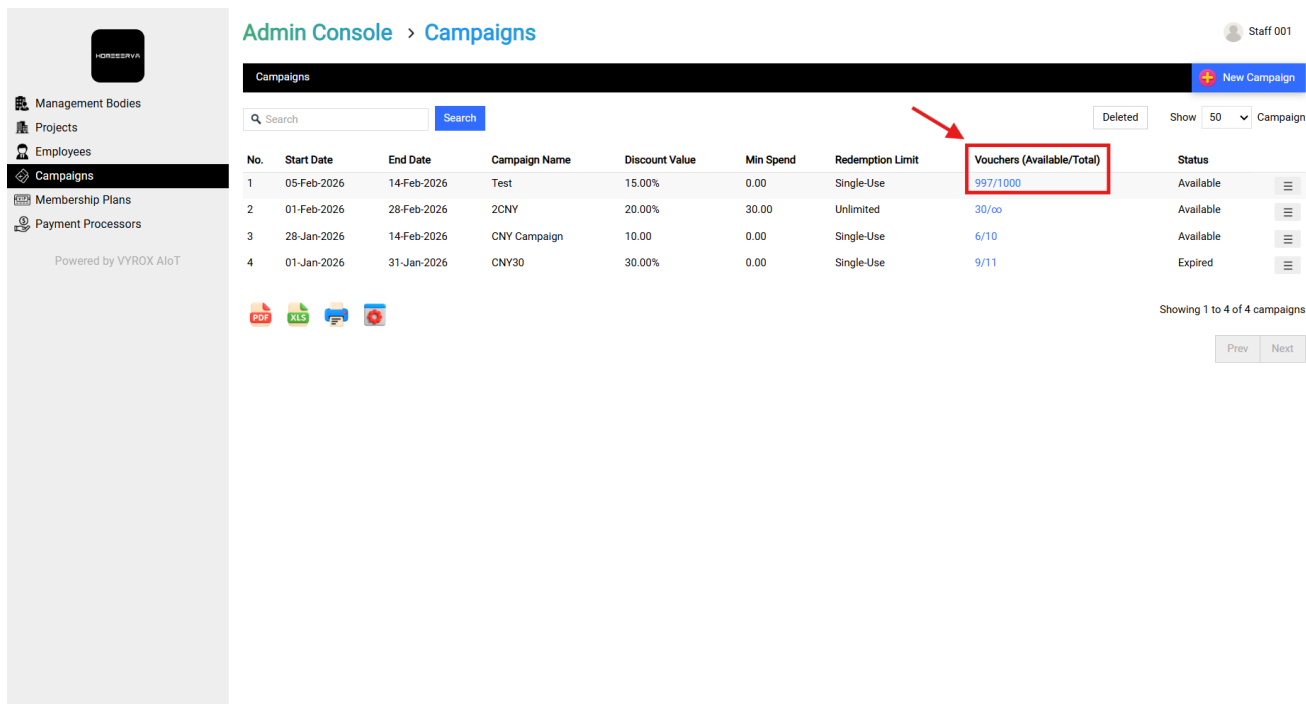 Admin Console > Campaigns
Staff 001
HOMESERVA
Management Bodies
Projects
Employees
Campaigns
Membership Plans
Payment Processors
Powered by VYROX AIoT
Campaigns
New Campaign
Search
Search
Deleted
Show 50 Campaign
No. Start Date End Date Campaign Name Discount Value Min Spend Redemption Limit Vouchers (Available/Total) Status
1 05-Feb-2026 14-Feb-2026 Test 15.00% 0.00 Single-Use 997/1000 Available
2 01-Feb-2026 28-Feb-2026 2CNY 20.00% 30.00 Unlimited 30/∞ Available
3 28-Jan-2026 14-Feb-2026 CNY Campaign 10.00 0.00 Single-Use 6/10 Available
4 01-Jan-2026 31-Jan-2026 CNY30 30.00% 0.00 Single-Use 9/11 Expired
PDF XLS
Showing 1 to 4 of 4 campaigns
Prev Next